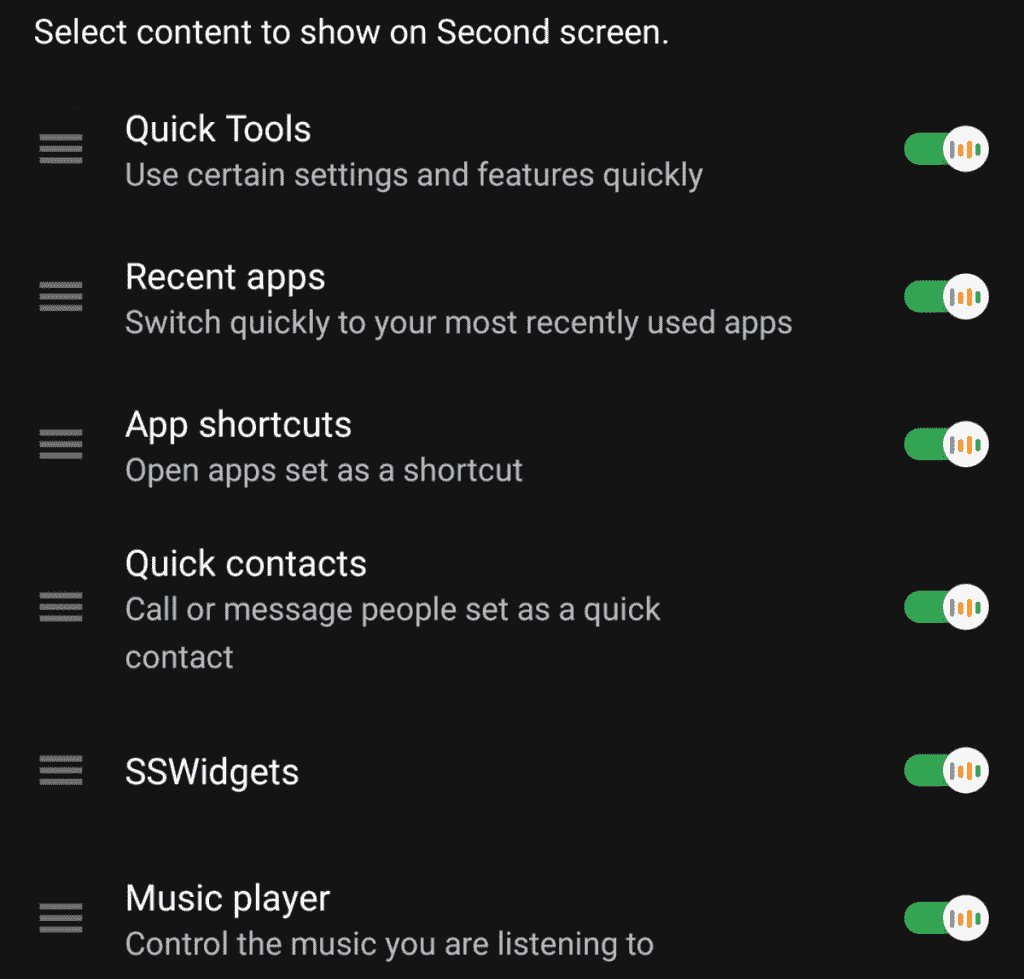 Select content to show on Second screen.
Quick Tools
Use certain settings and features quickly
Recent apps
Switch quickly to your most recently used apps
App shortcuts
Open apps set as a shortcut
Quick contacts
Call or message people set as a quick
contact
SSWidgets
Music player
Control the music you are listening to